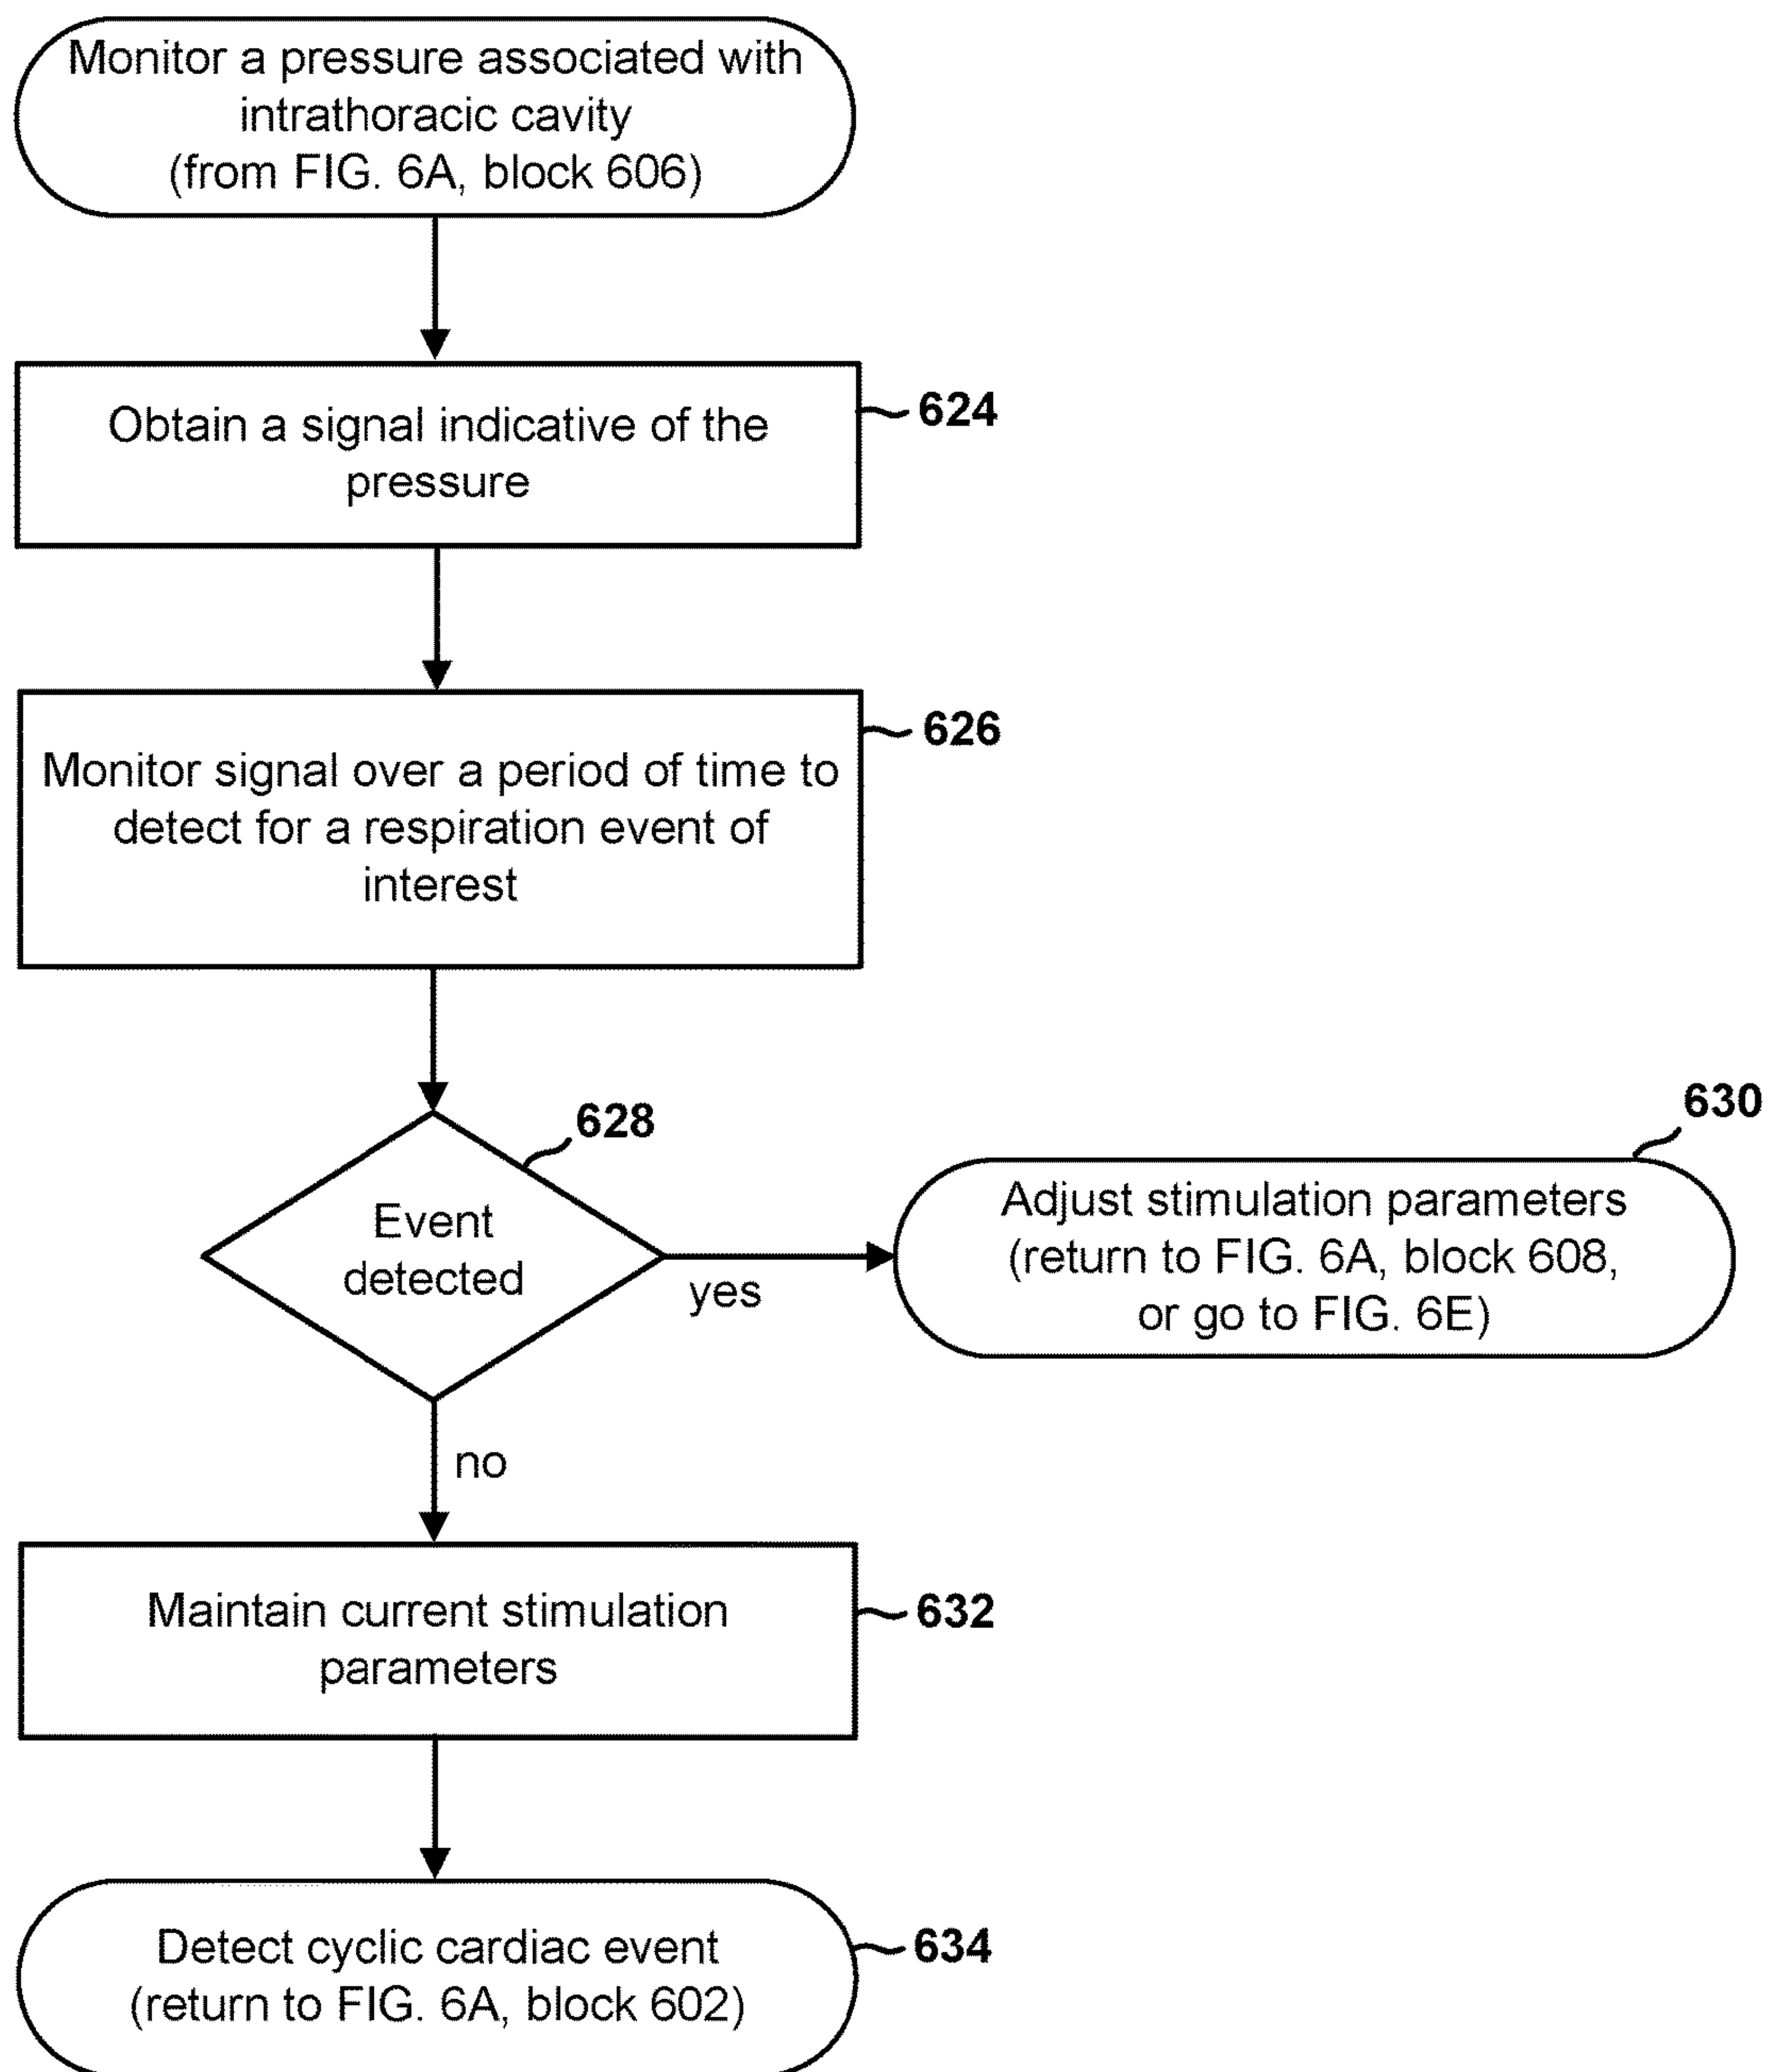 Monitor a pressure associated with
intrathoracic cavity
(from FIG. 6A, block 606)
Obtain a signal indicative of the
pressure
624
Monitor signal over a period of time to
detect for a respiration event of
interest
626
Event
detected
628
yes
630
Adjust stimulation parameters
(return to FIG. 6A, block 608,
or go to FIG. 6E)
no
Maintain current stimulation
parameters
632
Detect cyclic cardiac event
(return to FIG. 6A, block 602)
634